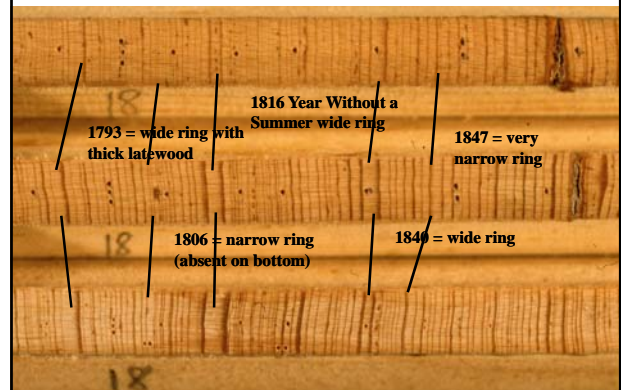 18
1816 Year Without a
Summer wide ring
1793 = wide ring with
thick latewood
1847 = very
narrow ring
18
1806 = narrow ring
(absent on bottom)
1840 = wide ring
18